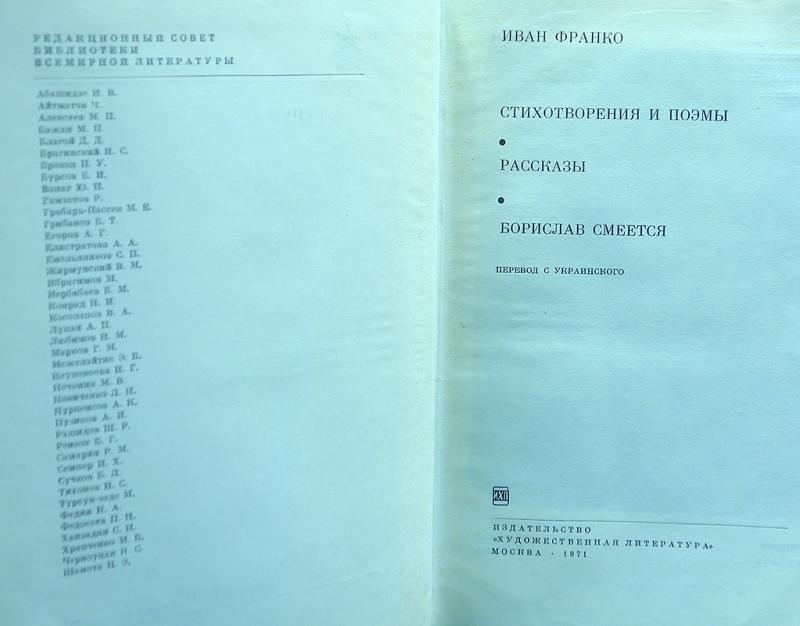 РЕДАКЦИОННЫЙ СОВЕТ
БИБЛИОТЕКИ
ВСЕМИРНОЙ ЛИТЕРАТУРЫ
Абашидзе И. В.
Айтматов Ч.
Алексеев М. П.
Бажан М. П.
Благой Д. Д.
Брагинский И. С.
Бровка П. У.
Бурсов Б. И.
Ванаг Ю. П.
Гамзатов Р.
Грабарь-Пассек М. Е.
Грибанов Б. Т.
Егоров А. Г.
Елистратова А. А.
Емельяников С. П.
Жирмунский В. М.
Ибрагимов М.
Кербабаев Б. М.
Конрад Н. И.
Косолапов В. А.
Лупан А. П.
Любимов Н. М.
Марков Г. М.
Межелайтис Э. Б.
Неупокоева И. Г.
Нечкина М. В.
Новиченко Л. Н.
Нурпеисов А. К.
Пузиков А. И.
Рашидов Ш. Р.
Реизов Б. Г.
Самарин Р. М.
Семпер И. Х.
Сучков Б. Л.
Тихонов Н. С.
Турсун-заде М.
Федин К. А.
Федосеев П. Н.
Ханзадян С. Н.
Храпченко М. Б.
Черноуцан И. С.
Шамота Н. З.
ИВАН ФРАНКО
СТИХОТВОРЕНИЯ И ПОЭМЫ
•
РАССКАЗЫ
•
БОРИСЛАВ СМЕЕТСЯ
ПЕРЕВОД С УКРАИНСКОГО
ИЗДАТЕЛЬСТВО
«ХУДОЖЕСТВЕННАЯ ЛИТЕРАТУРА»
МОСКВА · 1971